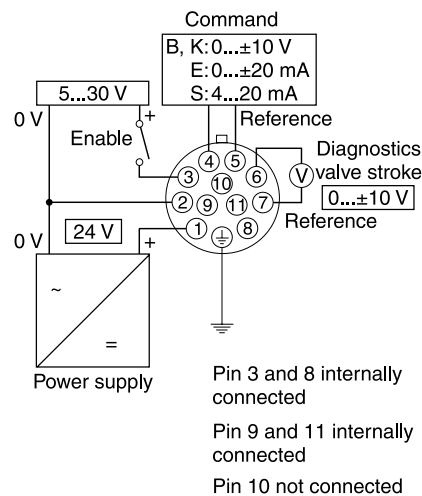 Command
B, K: 0...±10 V
E: 0...±20 mA
S: 4...20 mA
5...30 V
0 V
+
Enable
Reference
4
5
3
6
10
V
Diagnostics
valve stroke
0...±10 V
2
9
11
7
Reference
1
8
0 V
24 V
+
~
=
Power supply
Pin 3 and 8 internally
connected
Pin 9 and 11 internally
connected
Pin 10 not connected